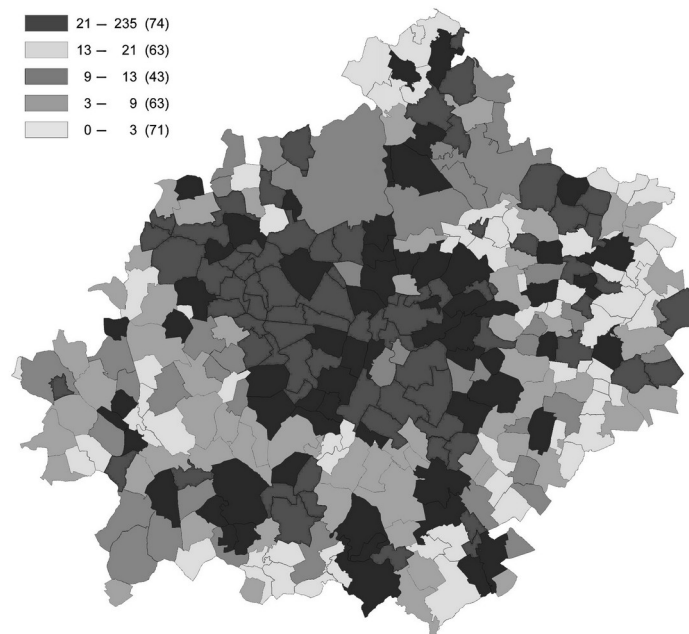 21 – 235 (74)
13 – 21 (63)
9 – 13 (43)
3 – 9 (63)
0 – 3 (71)